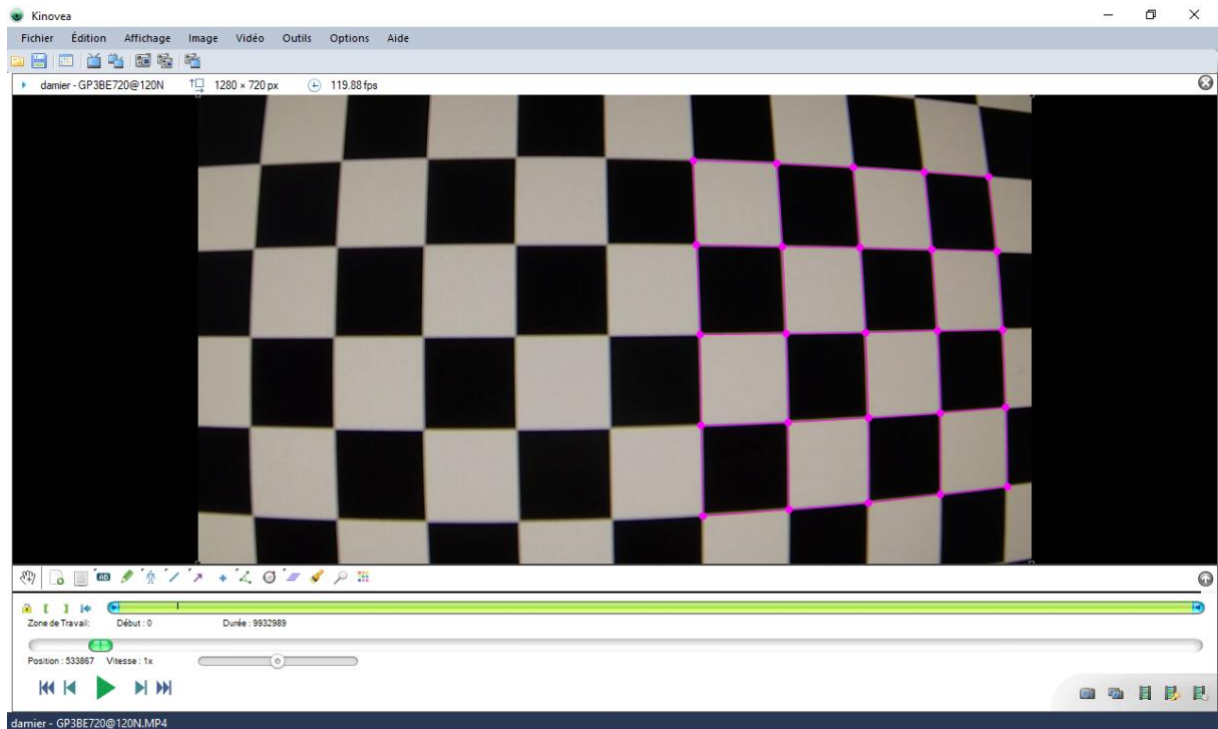 Kinovea
Fichier Édition Affichage Image Vidéo Outils Options Aide
damier - GP3BE720@120N 1280 × 720 px 119.88 fps
Zone de Travail: Début : 0 Durée : 9932989
Position : 533867 Vitesse : 1x
damier - GP3BE720@120N.MP4